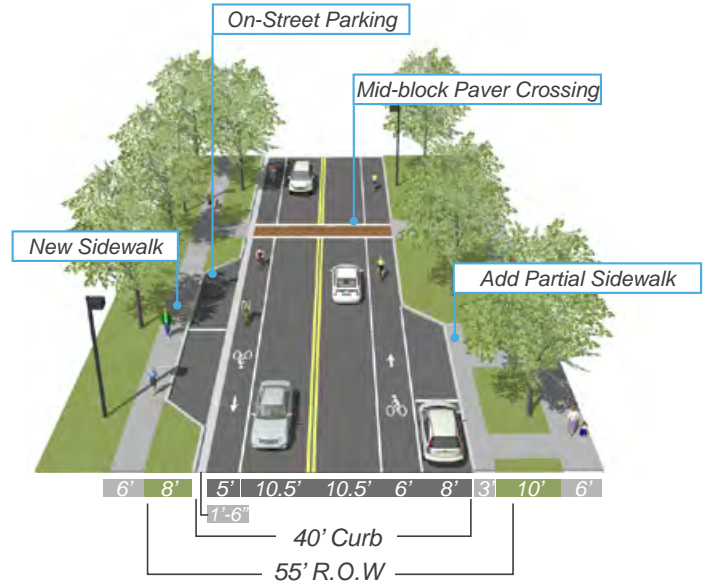 On-Street Parking
Mid-block Paver Crossing
New Sidewalk
Add Partial Sidewalk
6’ 8’ 5’ 10.5’ 10.5’ 6’ 8’ 3’ 10’ 6’
1’-6”
40’ Curb
55’ R.O.W